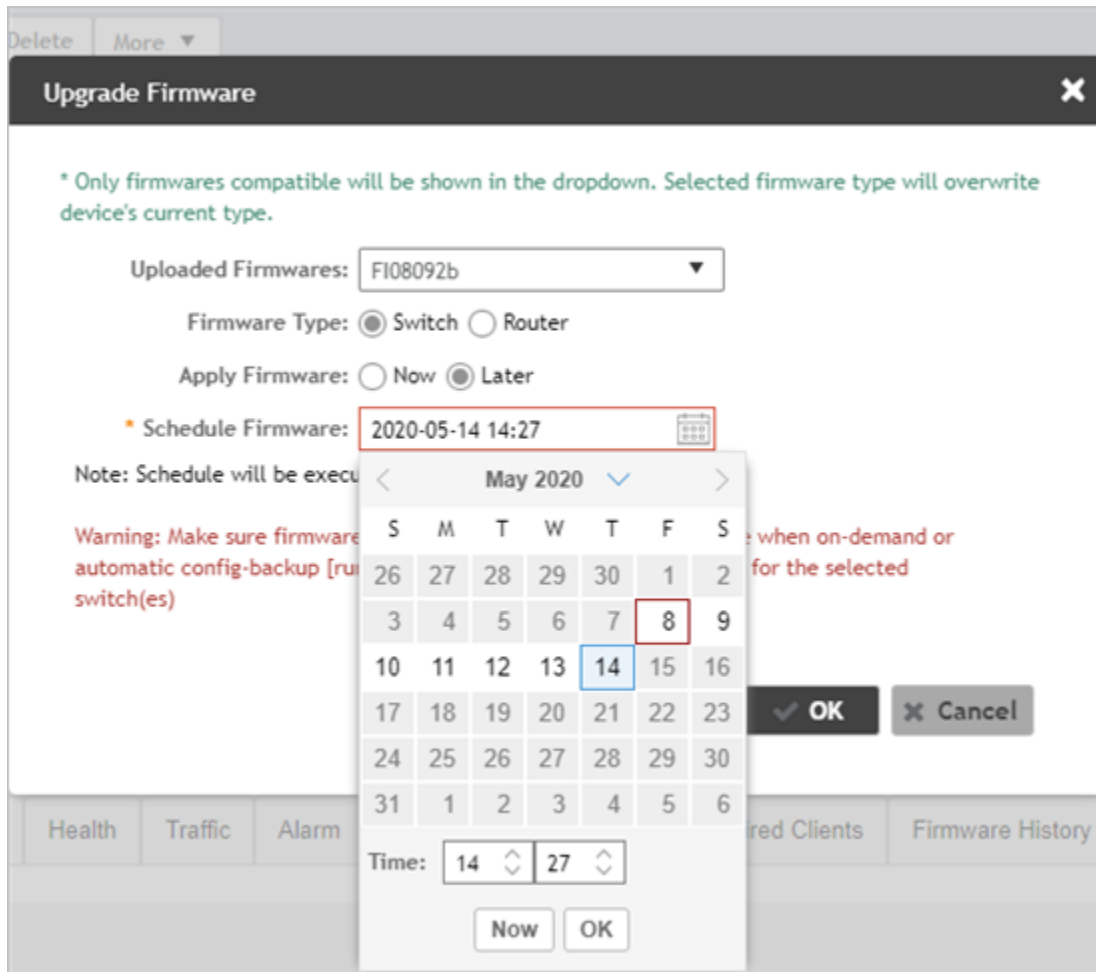 Delete More
Upgrade Firmware
* Only firmwares compatible will be shown in the dropdown. Selected firmware type will overwrite
device's current type.
Uploaded Firmwares: FI08092b
Firmware Type: Switch Router
Apply Firmware: Now Later
* Schedule Firmware: 2020-05-14 14:27
Note: Schedule will be execu
May 2020
Warning: Make sure firmware when on-demand or
automatic config-backup [ru for the selected
switch(es)
S M T W T F S
26 27 28 29 30 1 2
3 4 5 6 7 8 9
10 11 12 13 14 15 16
17 18 19 20 21 22 23
24 25 26 27 28 29 30
31 1 2 3 4 5 6
OK Cancel
Health Traffic Alarm red Clients Firmware History
Time: 14 27
Now OK